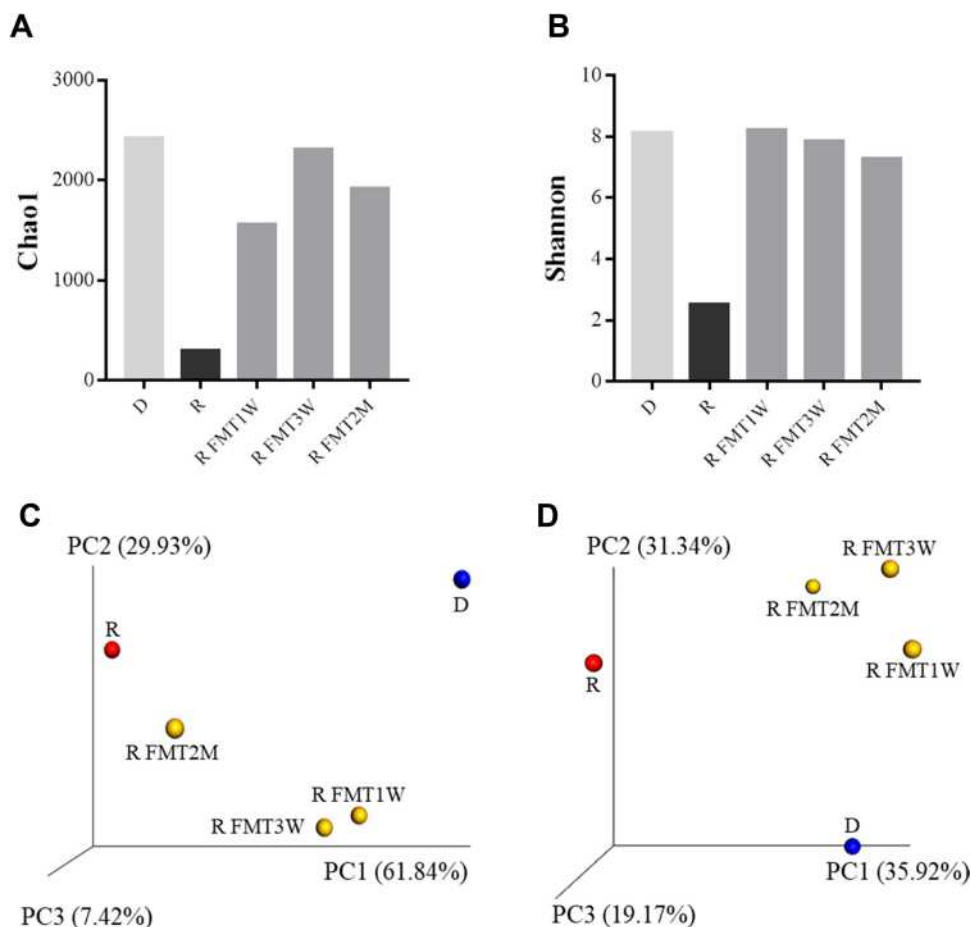 A
Chao1
3000
2000
1000
0
D
R
R FMT1W
R FMT3W
R FMT2M
B
Shannon
10
8
6
4
2
0
D
R
R FMT1W
R FMT3W
R FMT2M
C
PC2 (29.93%)
D
R
R FMT2M
R FMT1W
R FMT3W
PC1 (61.84%)
PC3 (7.42%)
D
PC2 (31.34%)
R FMT3W
R FMT2M
R FMT1W
R
D
PC1 (35.92%)
PC3 (19.17%)